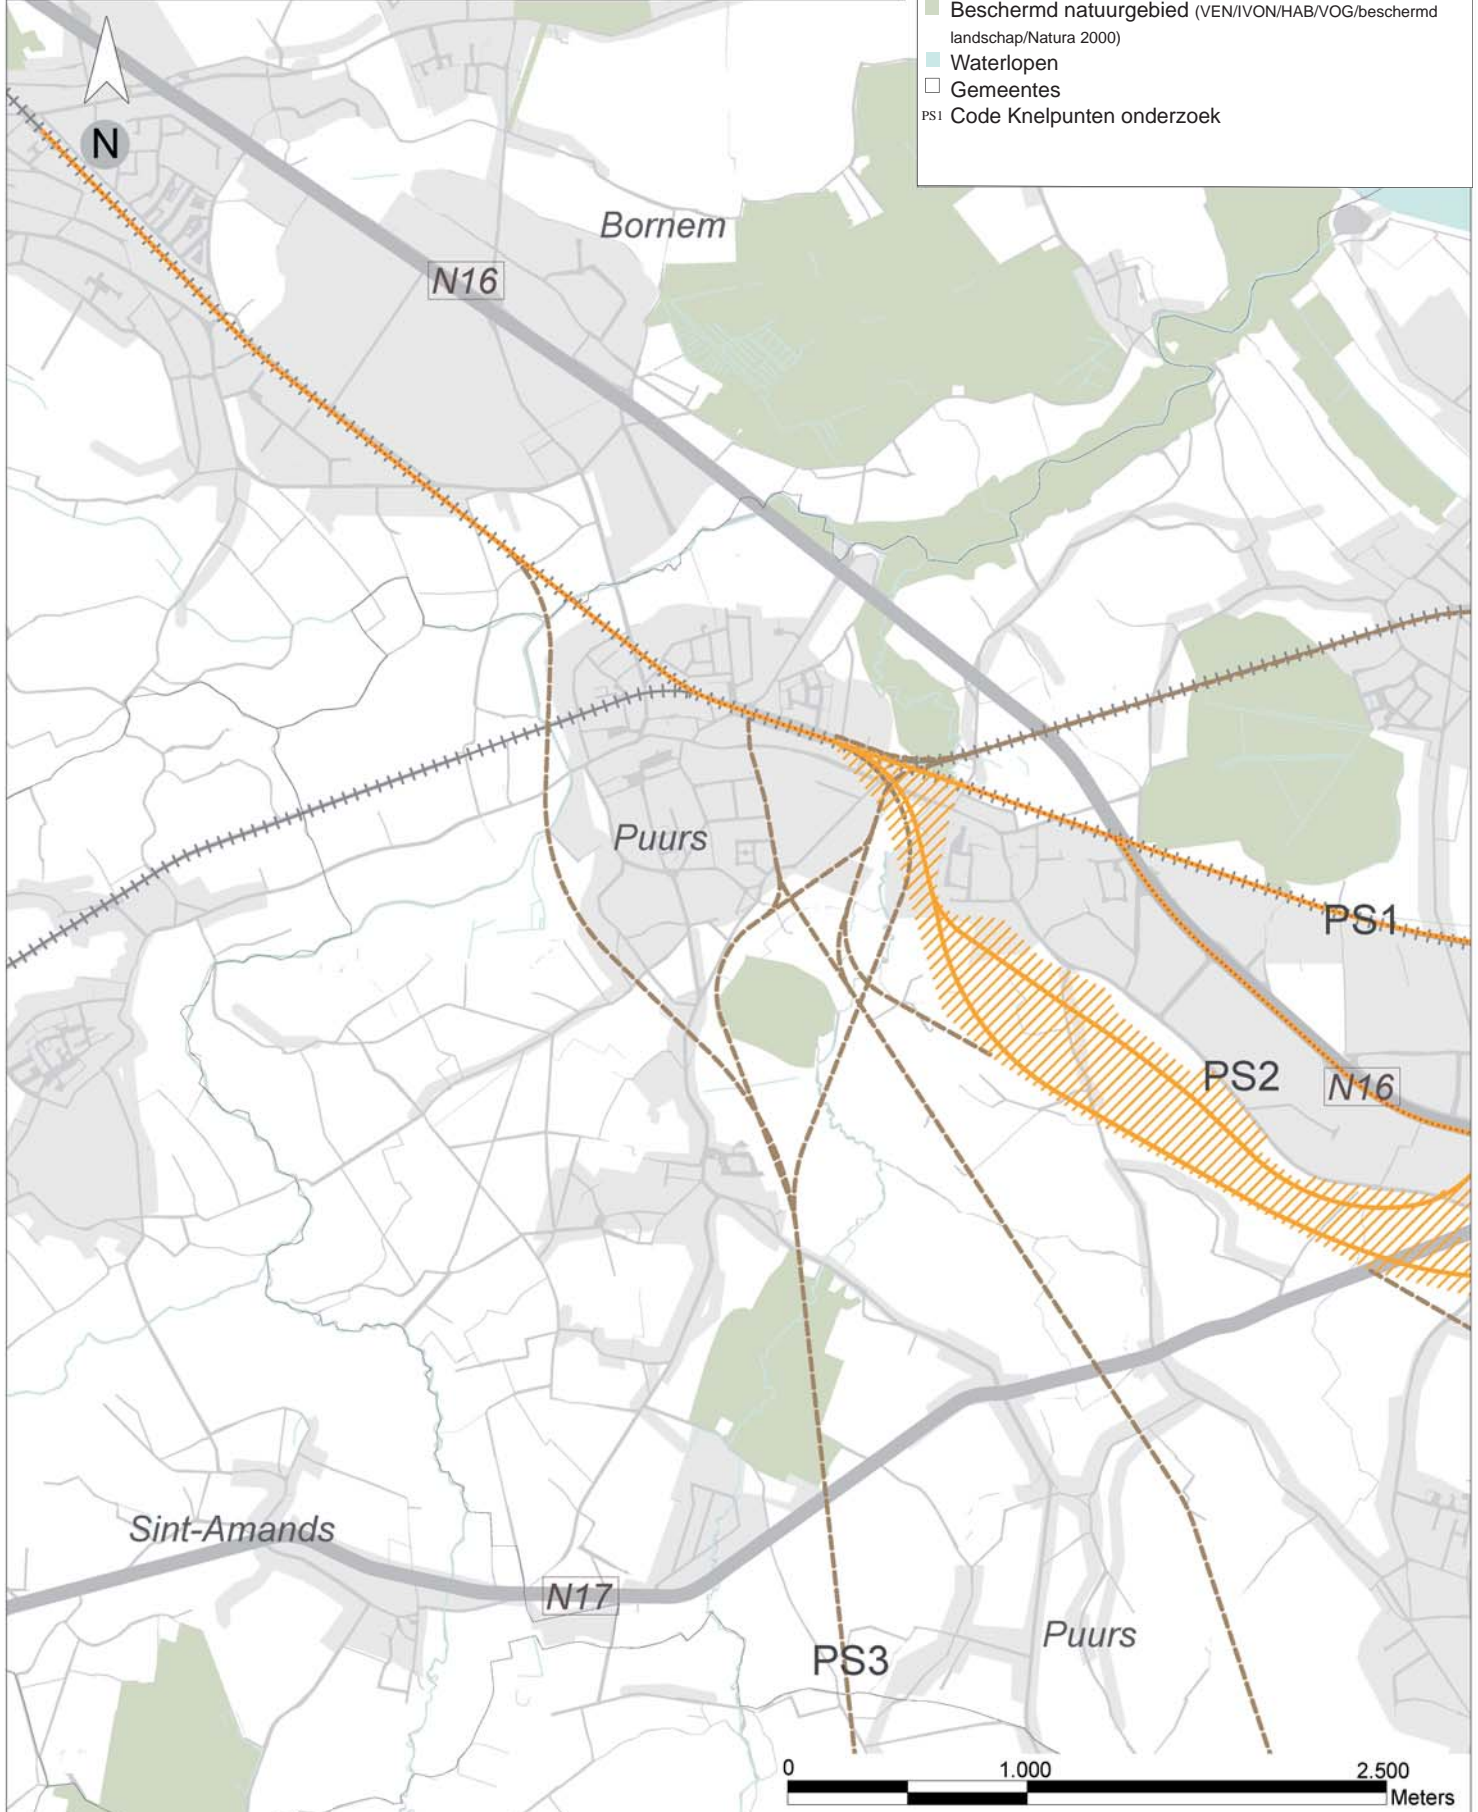 Beschermd natuurgebied (VEN/IVON/HAB/VOG/beschermd
landschap/Natura 2000)
Waterlopen
Gemeentes
PS1 Code Knelpunten onderzoek
N
Bornem
N16
Puurs
PS1
PS2
N16
Sint-Amands
N17
Puurs
PS3
0 1.000 2.500
Meters